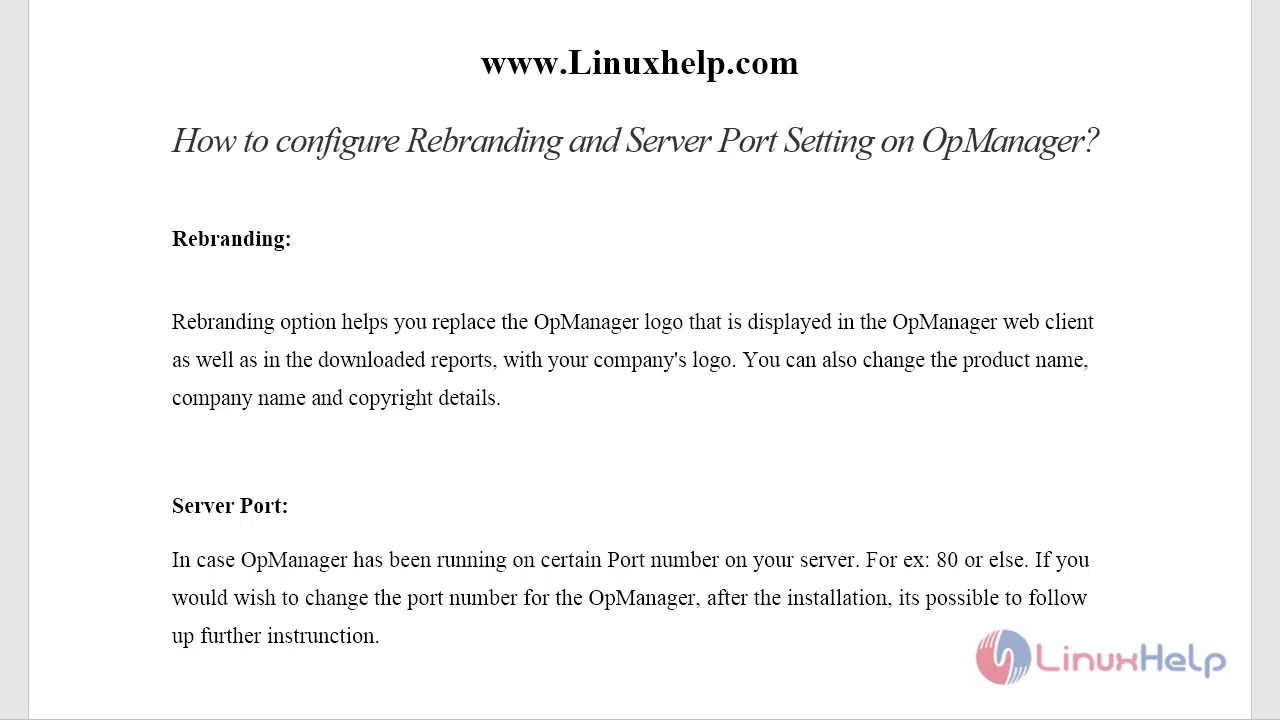 www.Linuxhelp.com
How to configure Rebranding and Server Port Setting on OpManager?
Rebranding:
Rebranding option helps you replace the OpManager logo that is displayed in the OpManager web client
as well as in the downloaded reports, with your company's logo. You can also change the product name,
company name and copyright details.
Server Port:
In case OpManager has been running on certain Port number on your server. For ex: 80 or else. If you
would wish to change the port number for the OpManager, after the installation, its possible to follow
up further instrunction.
LinuxHelp